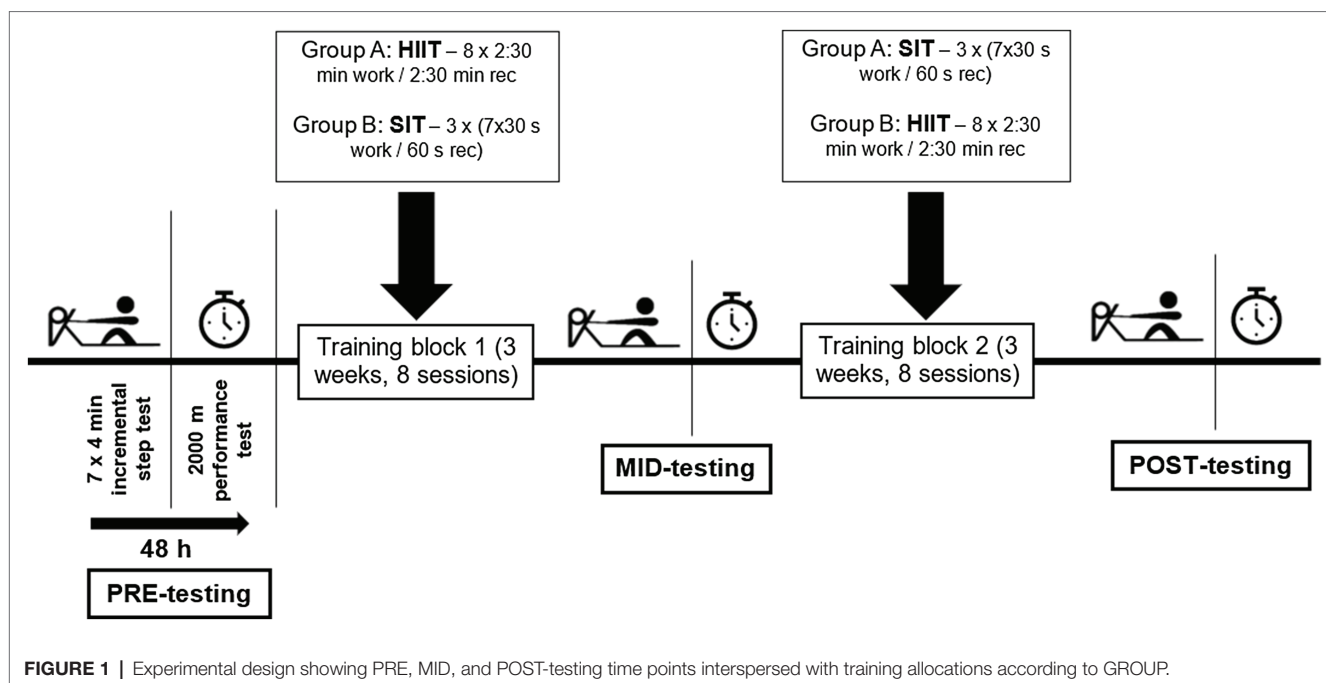 Group A: HIIT – 8 x 2:30
min work / 2:30 min rec
Group B: SIT – 3 x (7x30 s
work / 60 s rec)
Group A: SIT – 3 x (7x30 s
work / 60 s rec)
Group B: HIIT – 8 x 2:30
min work / 2:30 min rec
Training block 1 (3
weeks, 8 sessions)
Training block 2 (3
weeks, 8 sessions)
7 x 4 min
incremental
step test
2000 m
performance
test
48 h
PRE-testing
MID-testing
POST-testing
FIGURE 1 | Experimental design showing PRE, MID, and POST-testing time points interspersed with training allocations according to GROUP.